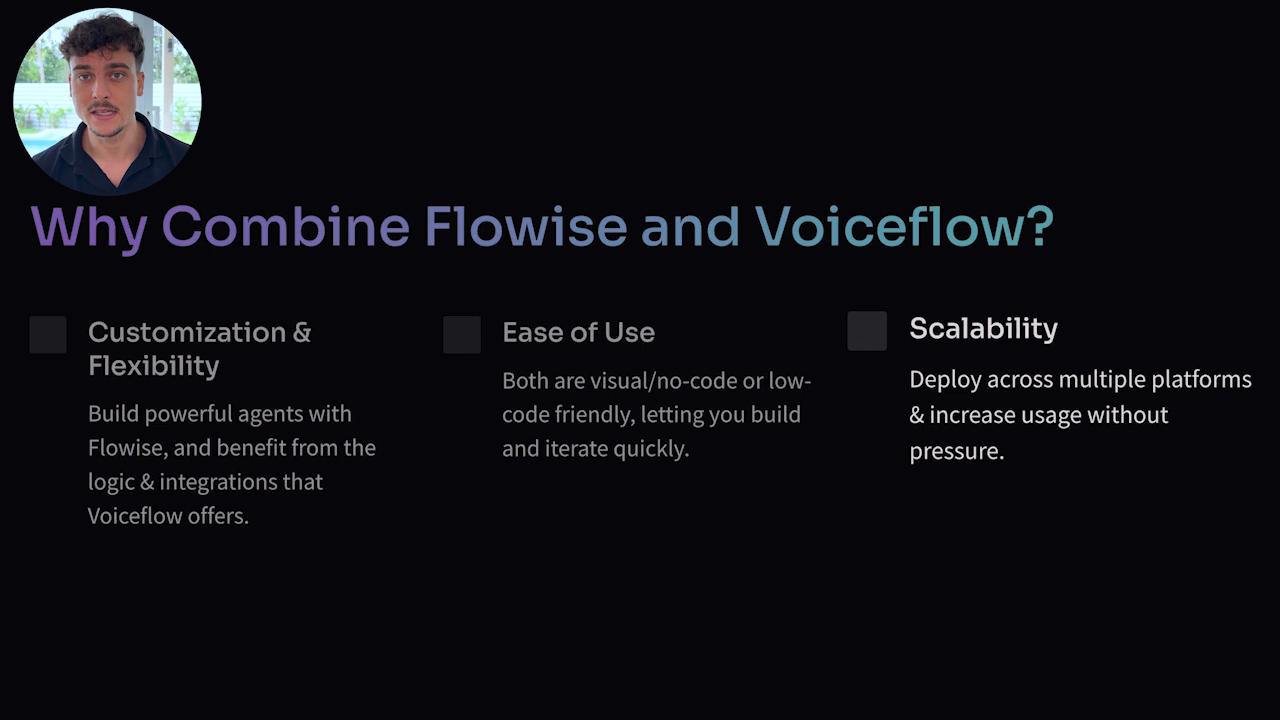 Why Combine Flowise and Voiceflow?
Customization &
Flexibility
Build powerful agents with
Flowise, and benefit from the
logic & integrations that
Voiceflow offers.
Ease of Use
Both are visual/no-code or low-
code friendly, letting you build
and iterate quickly.
Scalability
Deploy across multiple platforms
& increase usage without
pressure.